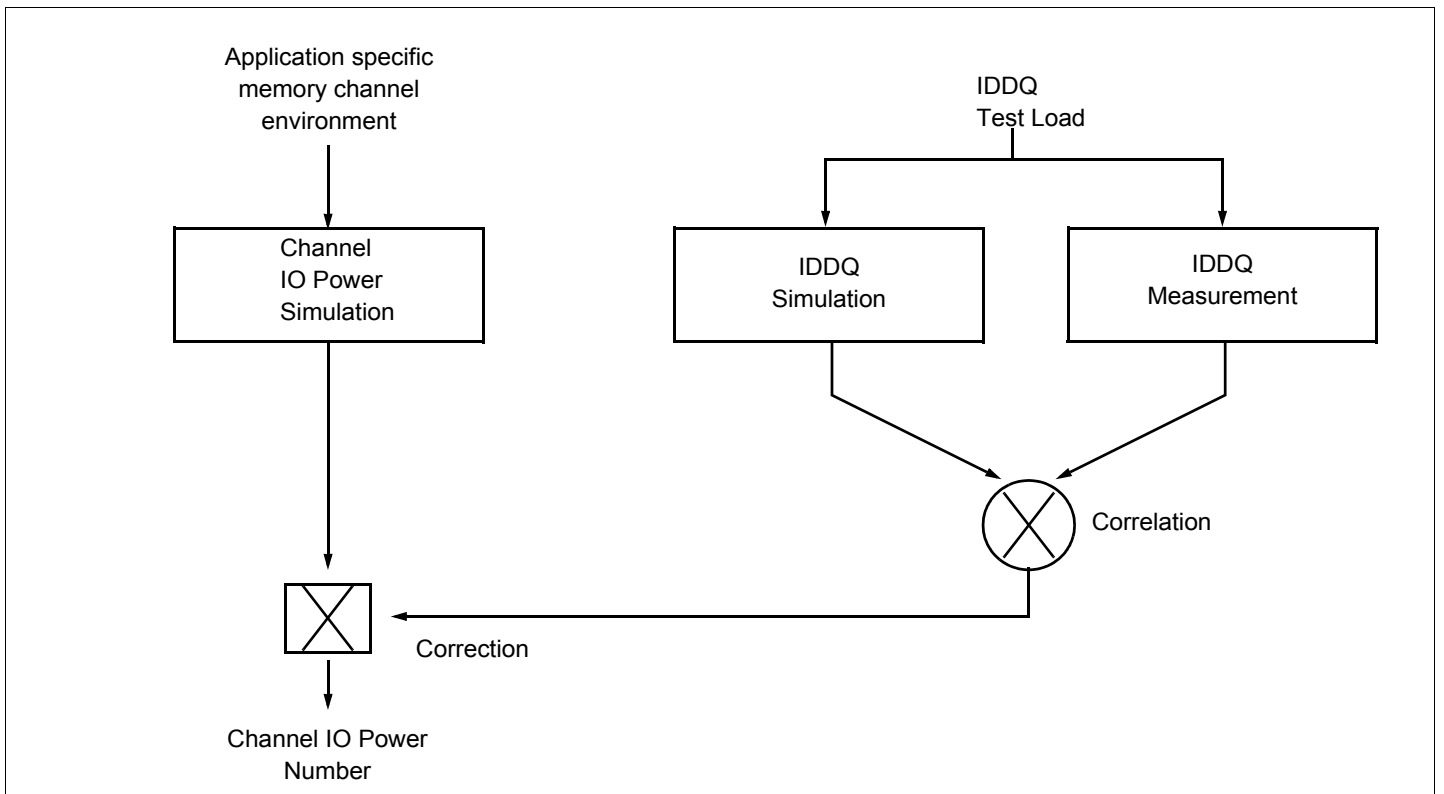 Application specific
memory channel
environment
IDDQ
Test Load
Channel
IO Power
Simulation
IDDQ
Simulation
IDDQ
Measurement
Correlation
Correction
Channel IO Power
Number